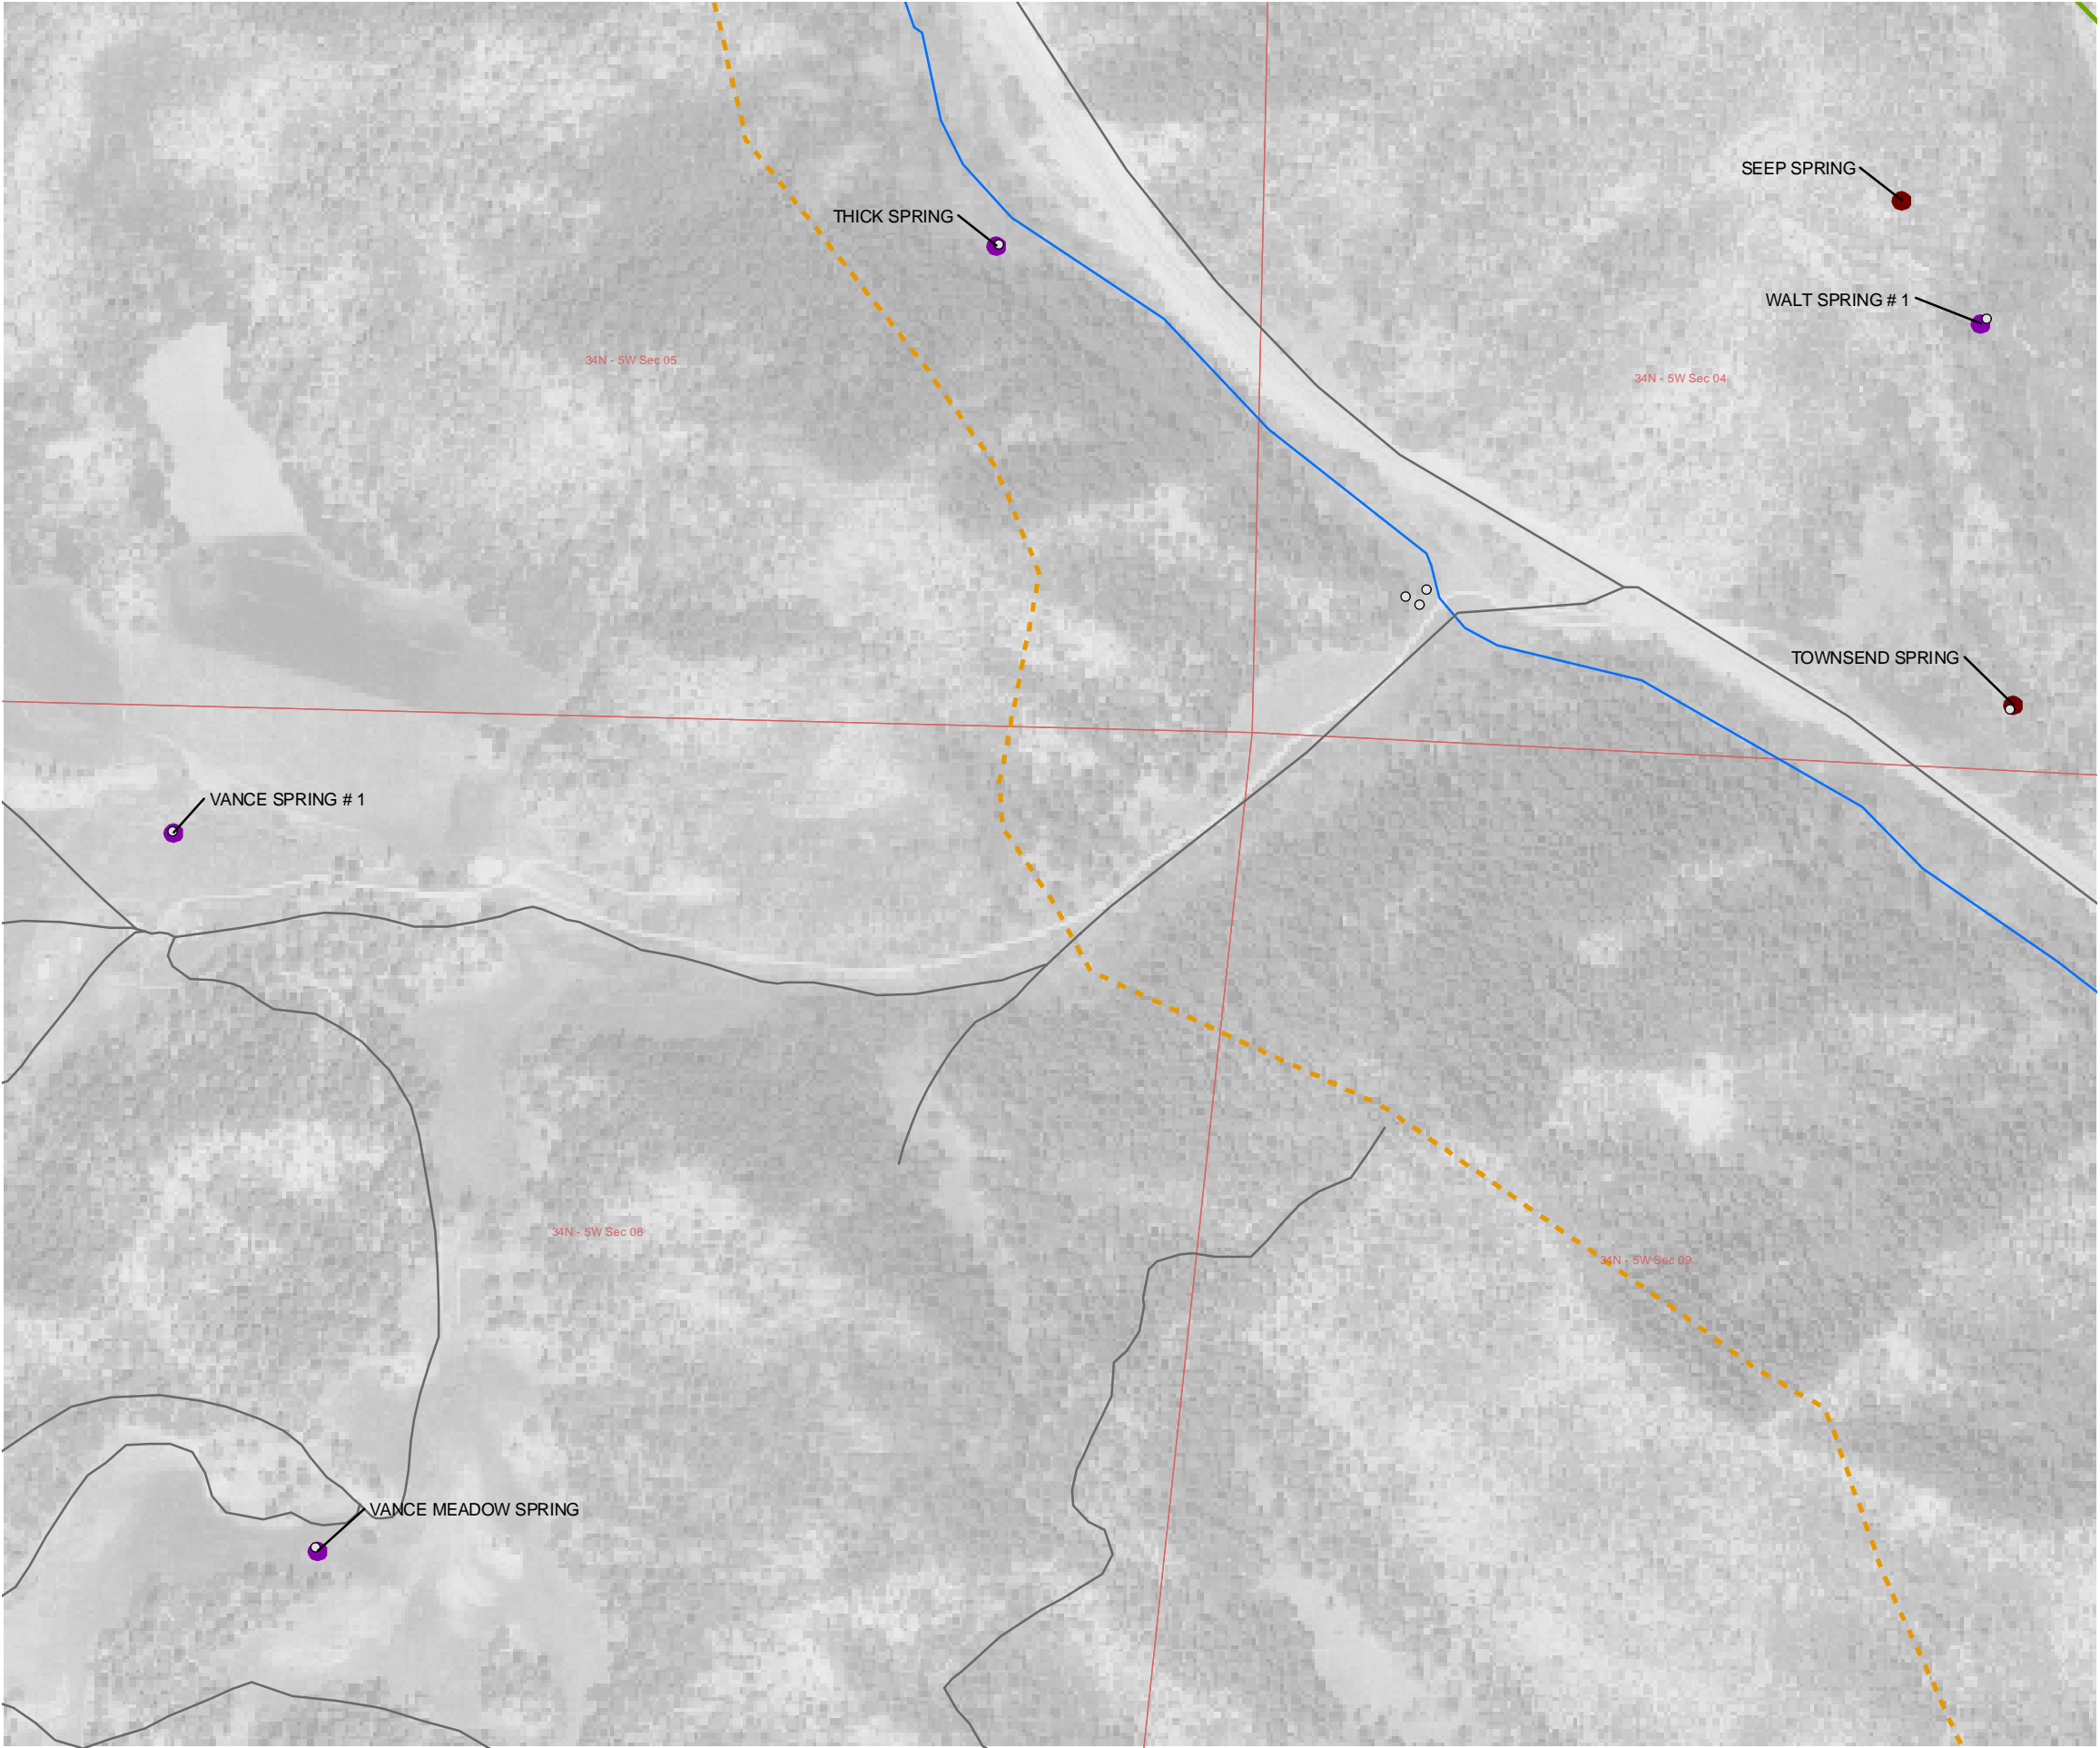 SEEP SPRING
THICK SPRING
WALT SPRING # 1
34N - 5W Sec 05
34N - 5W Sec 04
TOWNSEND SPRING
VANCE SPRING # 1
34N - 5W Sec 08
34N - 5W Sec 09
VANCE MEADOW SPRING